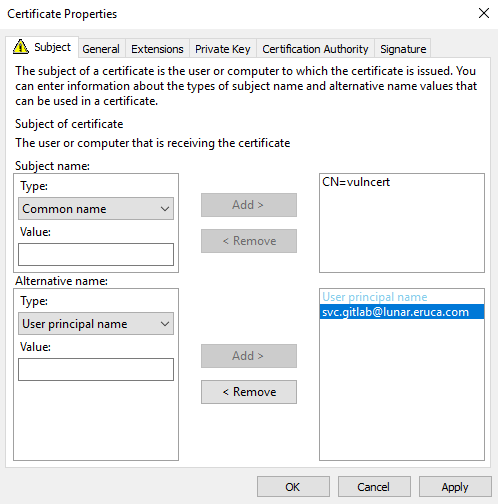 Certificate Properties
Subject General Extensions Private Key Certification Authority Signature
The subject of a certificate is the user or computer to which the certificate is issued. You
can enter information about the types of subject name and alternative name values that
can be used in a certificate.
Subject of certificate
The user or computer that is receiving the certificate
Subject name:
Type:
Common name
Value:
Add >
< Remove
CN=vulncert
Alternative name:
Type:
User principal name
Value:
Add >
< Remove
User principal name
svc.gitlab@lunar.eruca.com
OK Cancel Apply